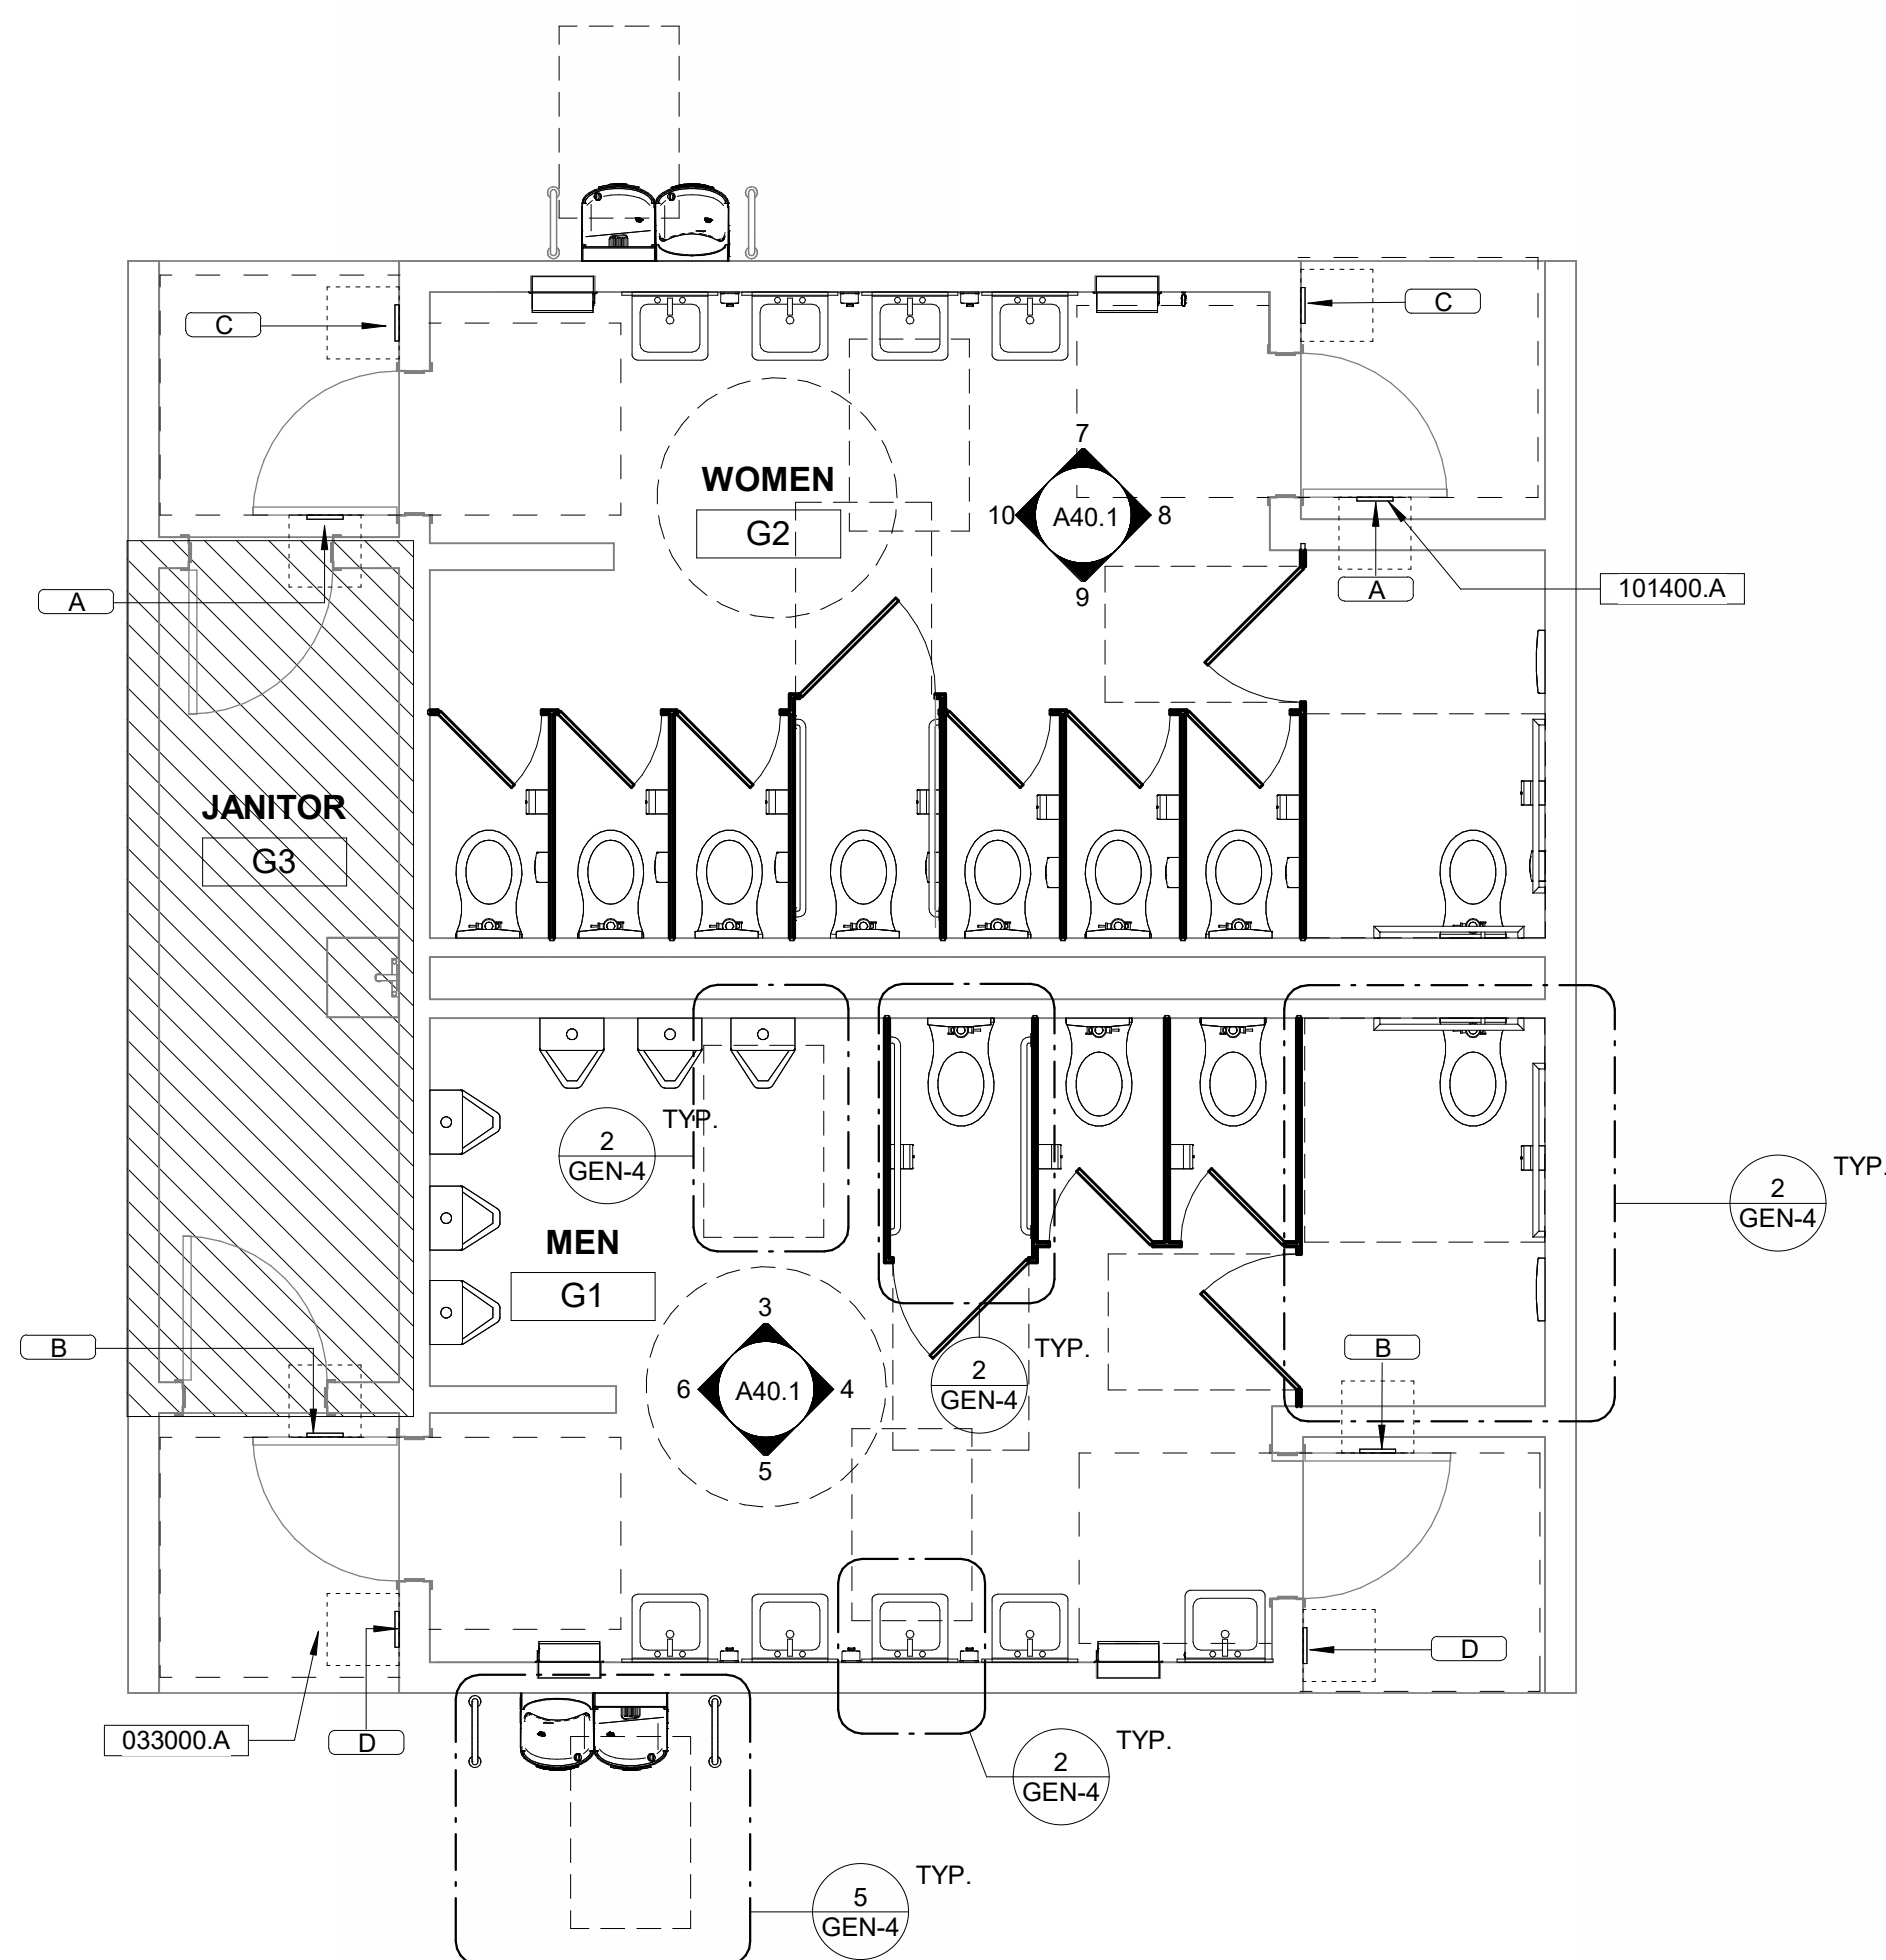 C
C
WOMEN
G2
7
10
A40.1
8
9
A
A
101400.A
JANITOR
G3
TYP.
2
GEN-4
TYP.
2
GEN-4
MEN
G1
3
6
A40.1
4
5
TYP.
2
GEN-4
B
B
D
D
033000.A
TYP.
2
GEN-4
TYP.
5
GEN-4